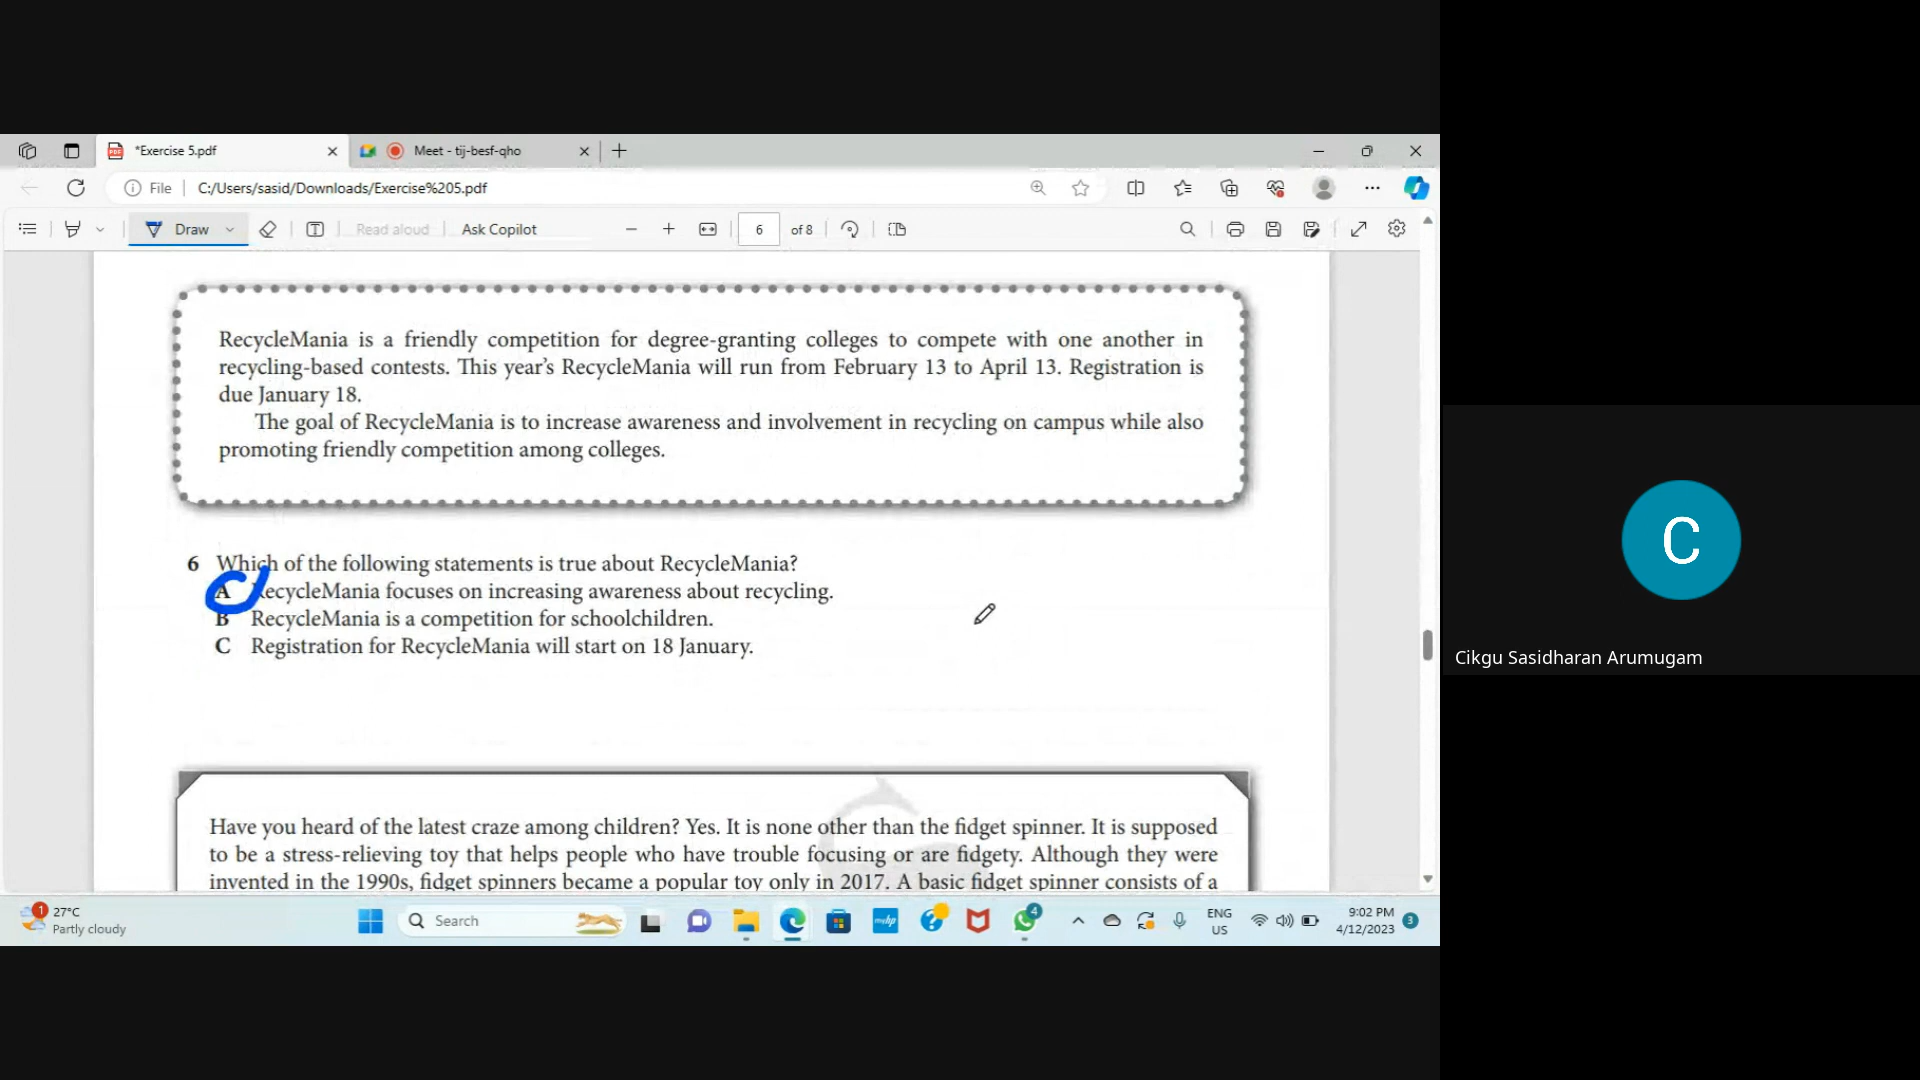 *Exercise 5.pdf
Meet - tij-besf-qho
File
C:/Users/sasid/Downloads/Exercise%205.pdf
Draw
Read aloud
Ask Copilot
6
of 8
RecycleMania is a friendly competition for degree-granting colleges to compete with one another in
recycling-based contests. This year's RecycleMania will run from February 13 to April 13. Registration is
due January 18.
The goal of RecycleMania is to increase awareness and involvement in recycling on campus while also
promoting friendly competition among colleges.
6 Which of the following statements is true about RecycleMania?
A RecycleMania focuses on increasing awareness about recycling.
B RecycleMania is a competition for schoolchildren.
C Registration for RecycleMania will start on 18 January.
Have you heard of the latest craze among children? Yes. It is none other than the fidget spinner. It is supposed
to be a stress-relieving toy that helps people who have trouble focusing or are fidgety. Although they were
invented in the 1990s, fidget spinners became a popular toy only in 2017. A basic fidget spinner consists of a
C
Cikgu Sasidharan Arumugam
1
27°C
Partly cloudy
Search
myhp
4
ENG
US
9:02 PM
4/12/2023
3